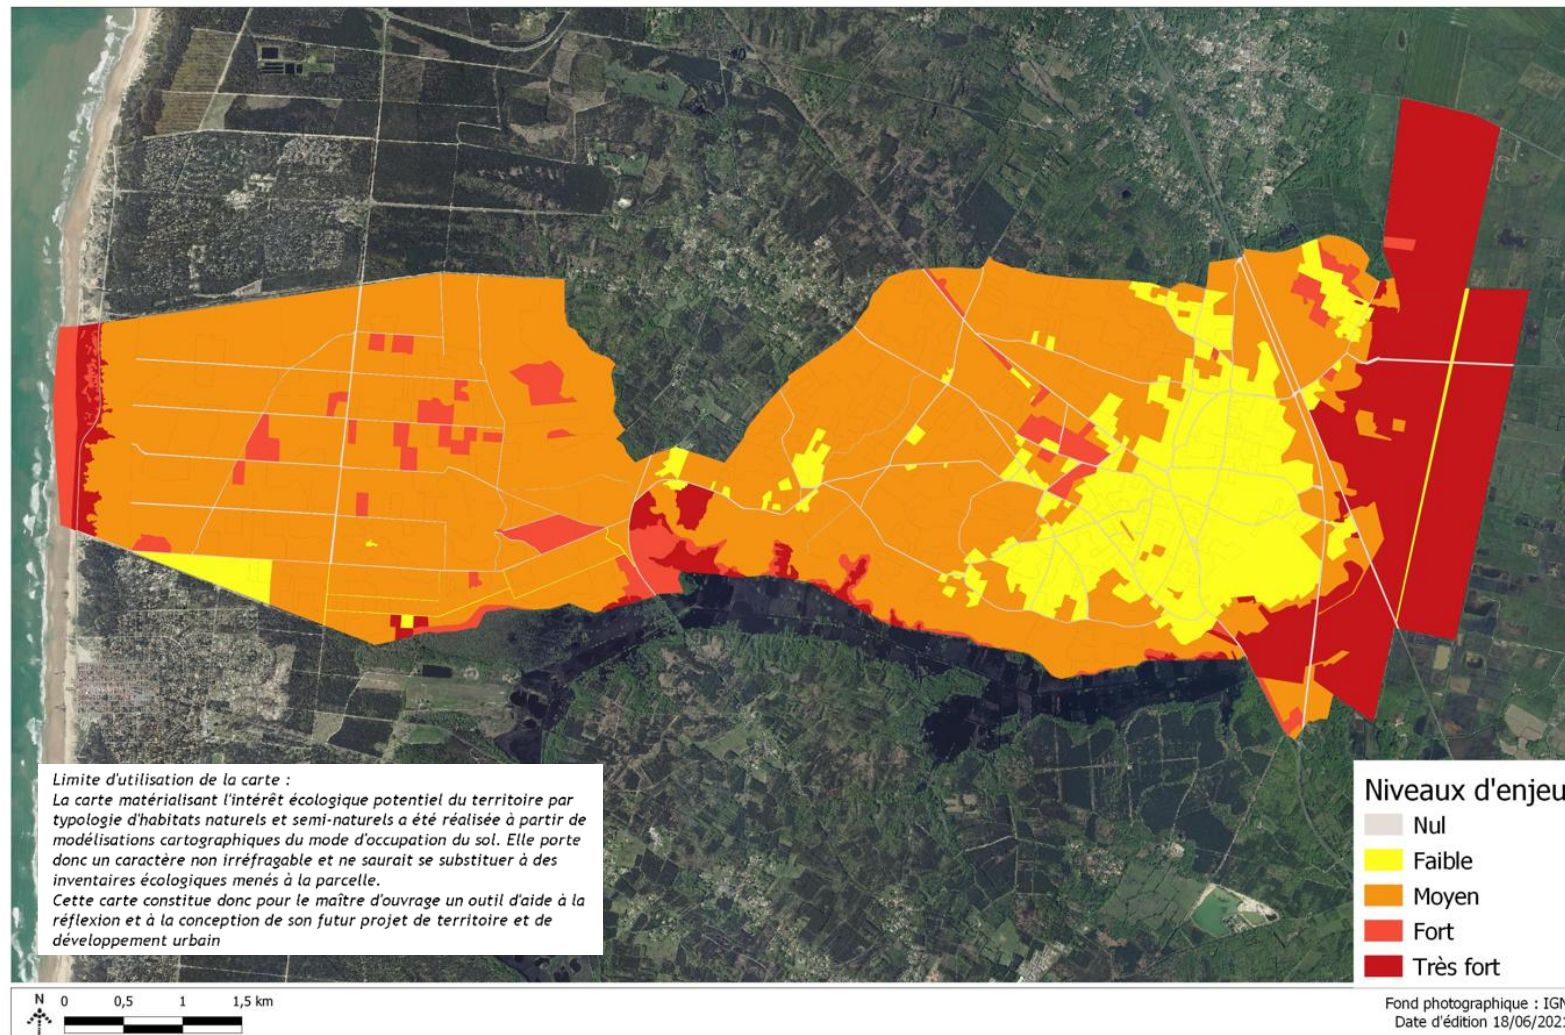 Limite d'utilisation de la carte :
La carte matérialisant l'intérêt écologique potentiel du territoire par
typologie d'habitats naturels et semi-naturels a été réalisée à partir de
modélisations cartographiques du mode d'occupation du sol. Elle porte
donc un caractère non irréfragable et ne saurait se substituer à des
inventaires écologiques menés à la parcelle.
Cette carte constitue donc pour le maître d'ouvrage un outil d'aide à la
réflexion et à la conception de son futur projet de territoire et de
développement urbain
Niveaux d'enjeu
Nul
Faible
Moyen
Fort
Très fort
N 0 0,5 1 1,5 km
Fond photographique : IGN
Date d'édition 18/06/202